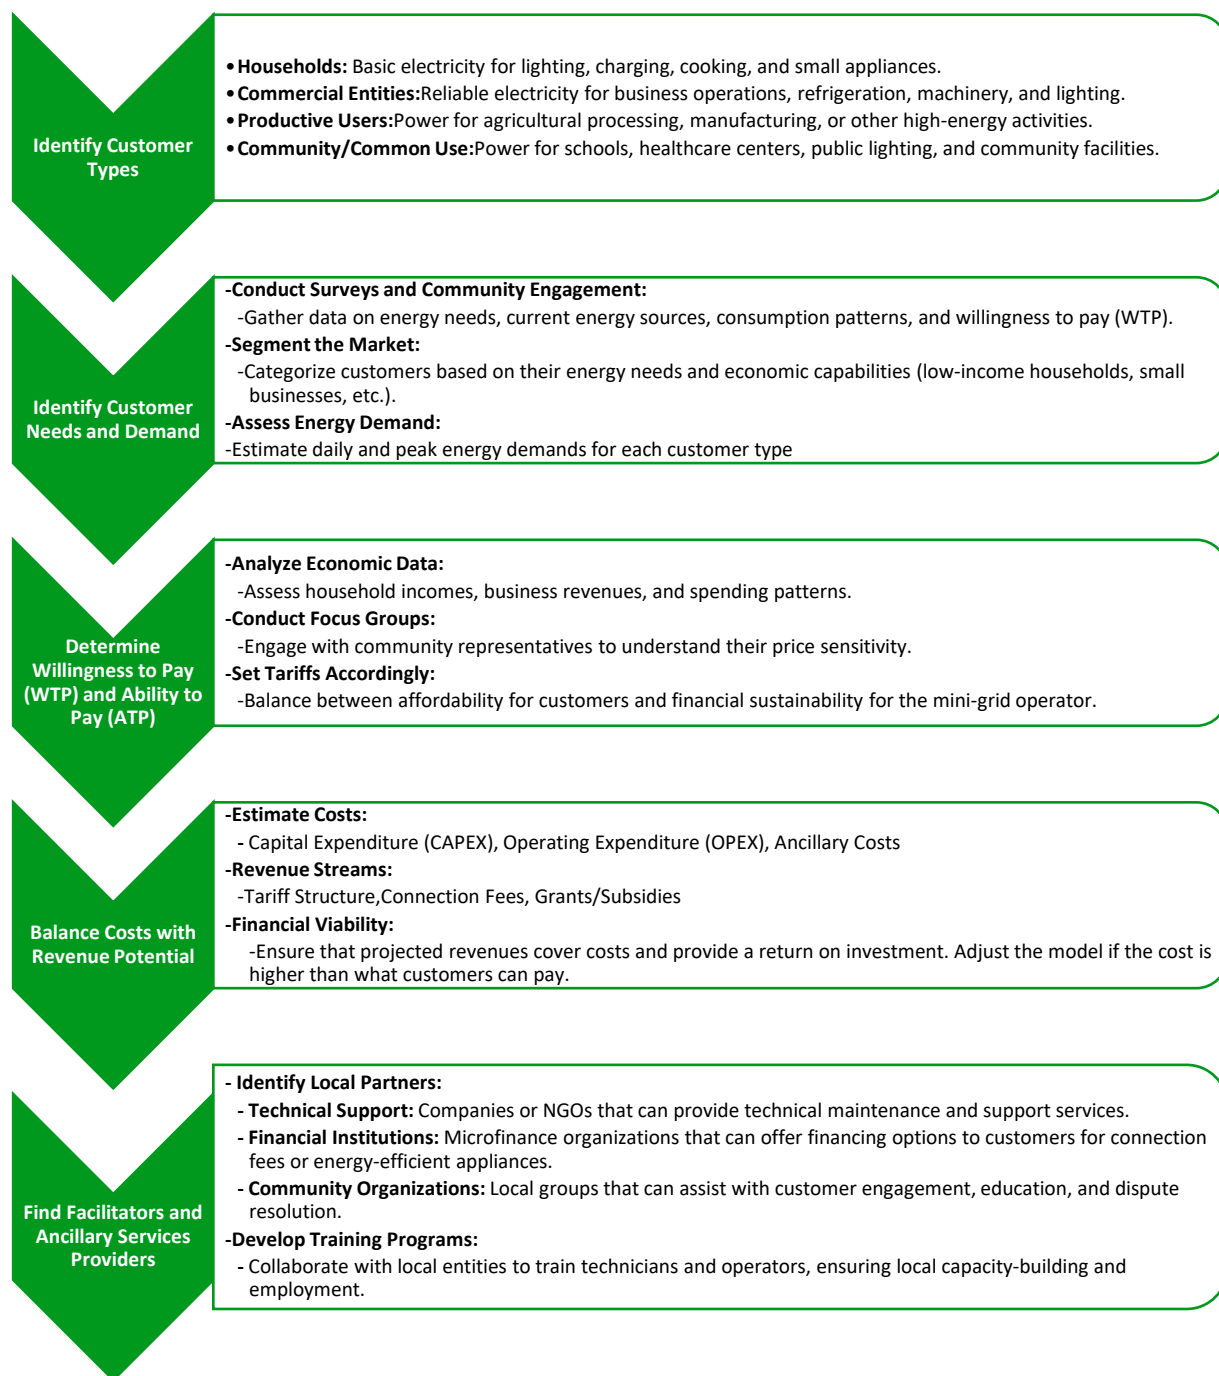 Identify Customer
Types
•Households: Basic electricity for lighting, charging, cooking, and small appliances.
•Commercial Entities:Reliable electricity for business operations, refrigeration, machinery, and lighting.
•Productive Users:Power for agricultural processing, manufacturing, or other high-energy activities.
•Community/Common Use:Power for schools, healthcare centers, public lighting, and community facilities.
Identify Customer
Needs and Demand
-Conduct Surveys and Community Engagement:
-Gather data on energy needs, current energy sources, consumption patterns, and willingness to pay (WTP).
-Segment the Market:
-Categorize customers based on their energy needs and economic capabilities (low-income households, small
businesses, etc.).
-Assess Energy Demand:
-Estimate daily and peak energy demands for each customer type
Determine
Willingness to Pay
(WTP) and Ability to
Pay (ATP)
-Analyze Economic Data:
-Assess household incomes, business revenues, and spending patterns.
-Conduct Focus Groups:
-Engage with community representatives to understand their price sensitivity.
-Set Tariffs Accordingly:
-Balance between affordability for customers and financial sustainability for the mini-grid operator.
Balance Costs with
Revenue Potential
-Estimate Costs:
- Capital Expenditure (CAPEX), Operating Expenditure (OPEX), Ancillary Costs
-Revenue Streams:
-Tariff Structure,Connection Fees, Grants/Subsidies
-Financial Viability:
-Ensure that projected revenues cover costs and provide a return on investment. Adjust the model if the cost is
higher than what customers can pay.
Find Facilitators and
Ancillary Services
Providers
- Identify Local Partners:
- Technical Support: Companies or NGOs that can provide technical maintenance and support services.
- Financial Institutions: Microfinance organizations that can offer financing options to customers for connection
fees or energy-efficient appliances.
- Community Organizations: Local groups that can assist with customer engagement, education, and dispute
resolution.
-Develop Training Programs:
- Collaborate with local entities to train technicians and operators, ensuring local capacity-building and
employment.